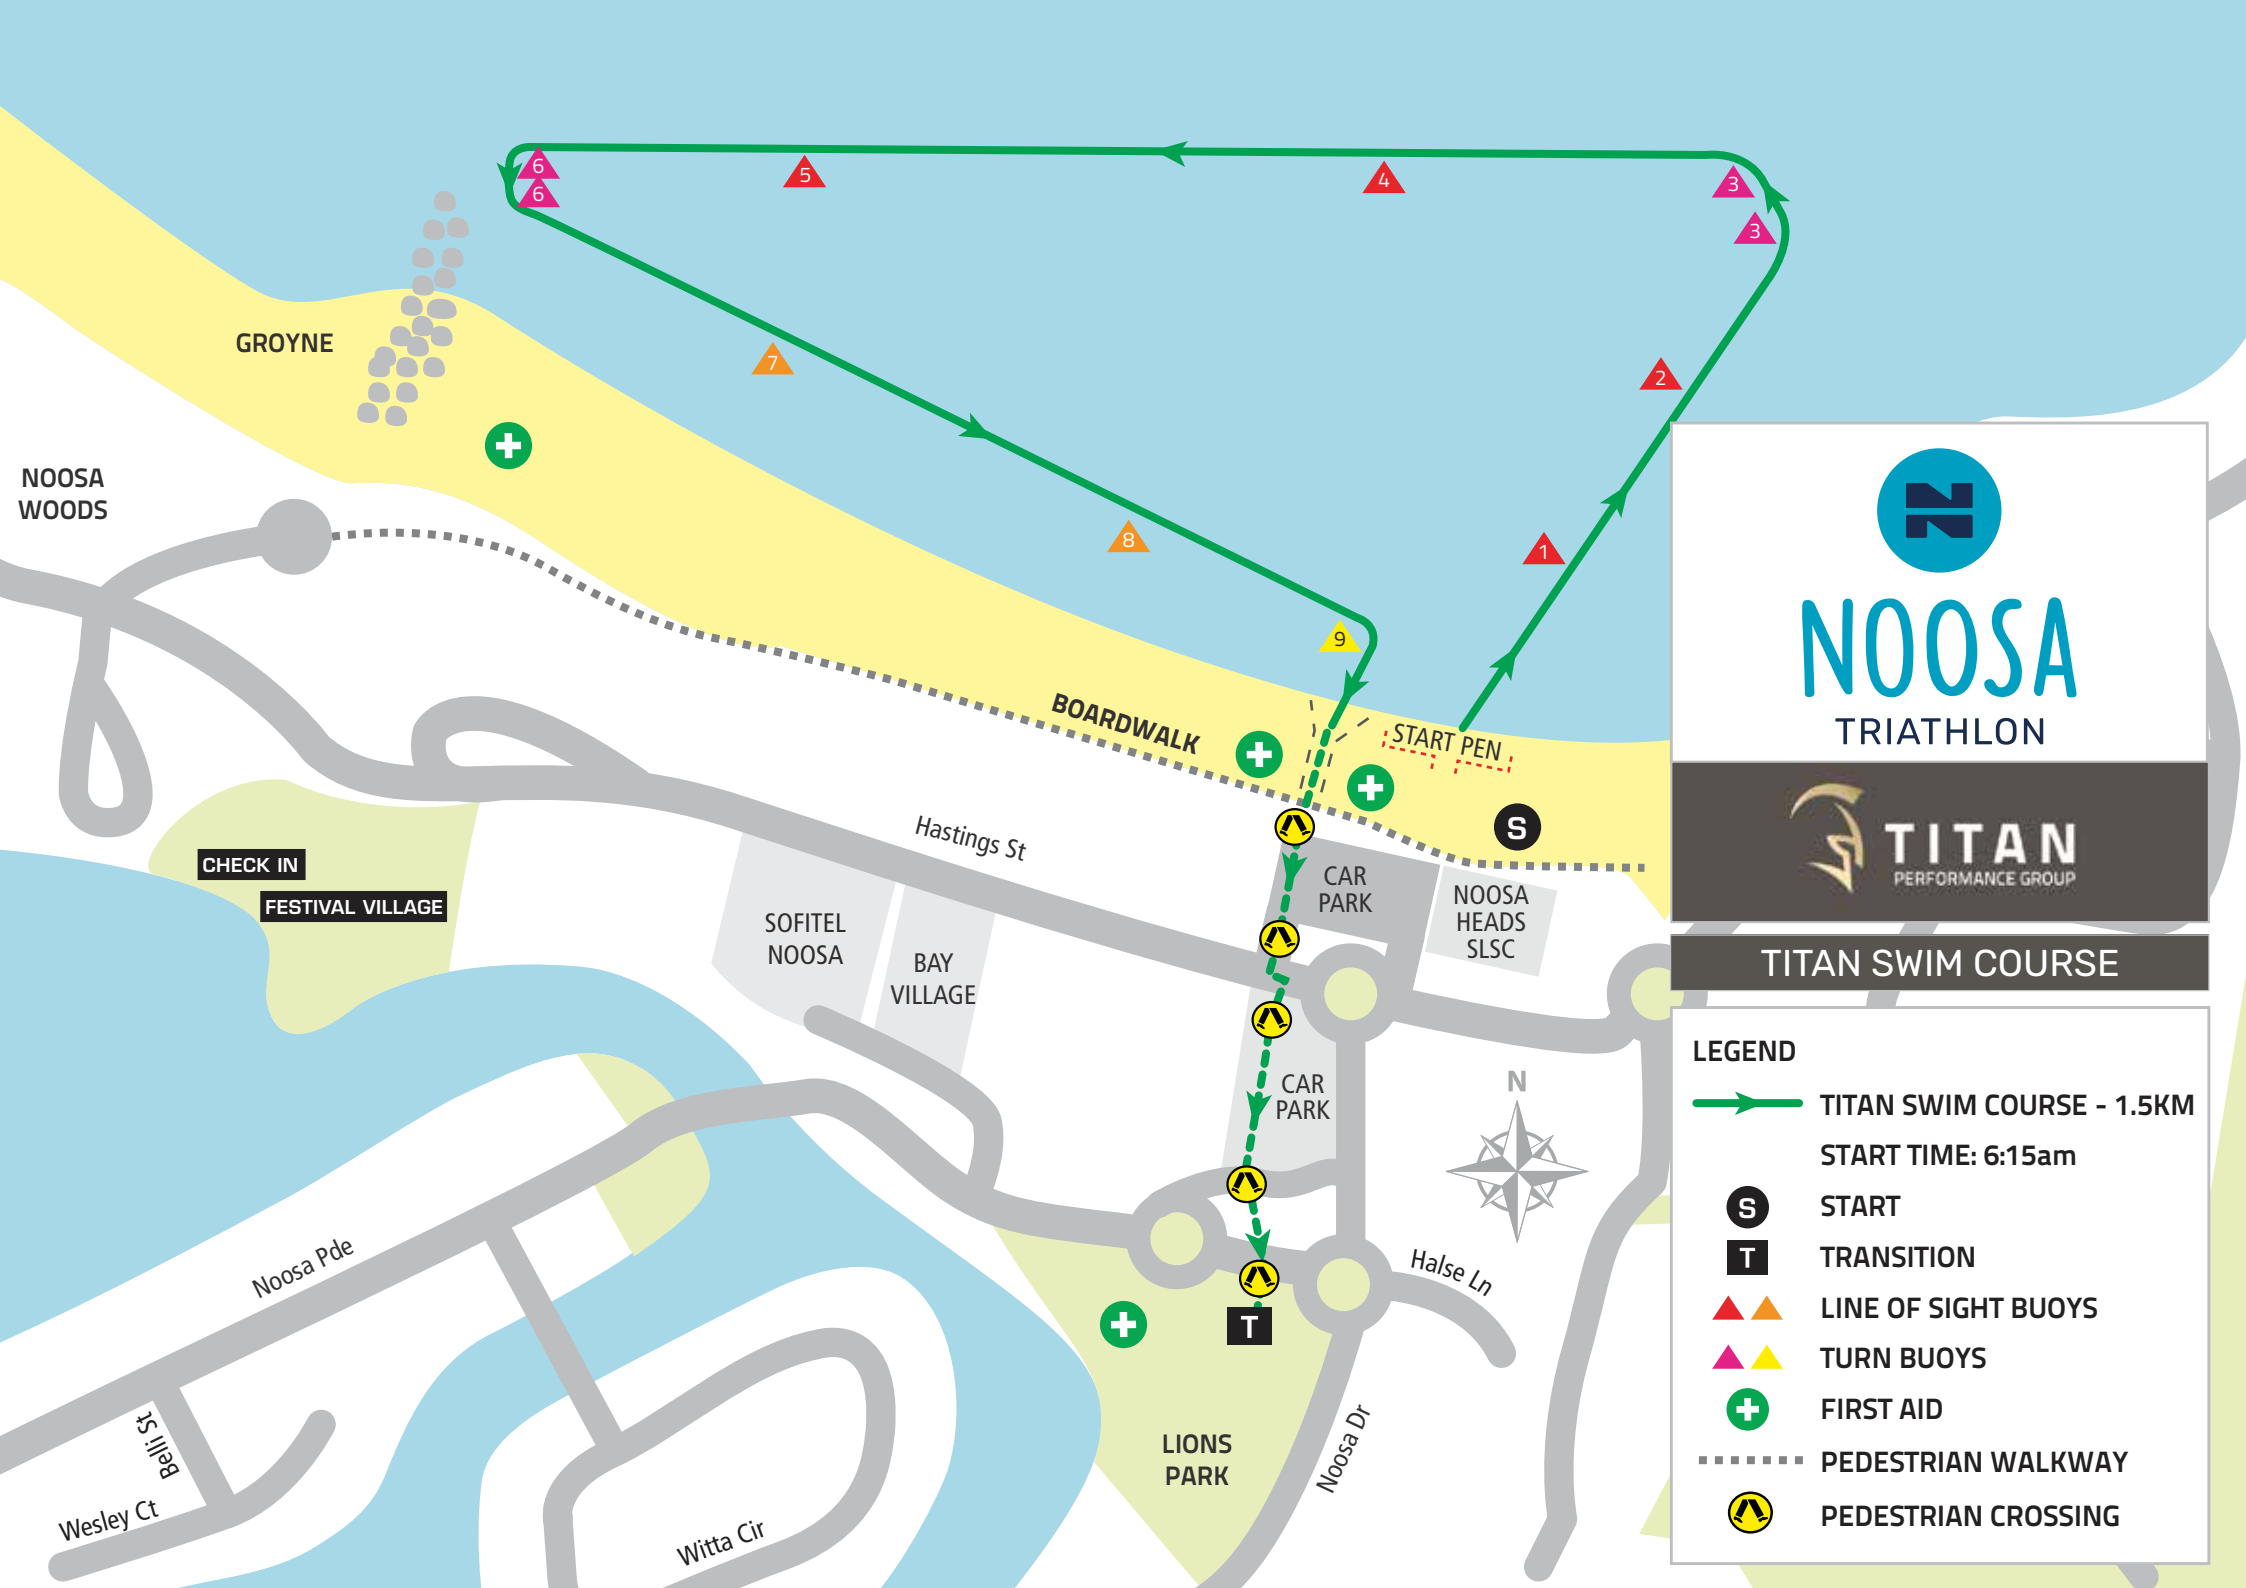 6
6
5
4
3
3
7
2
8
1
9
GROYNE
NOOSA
WOODS
BOARDWALK
START PEN
S
Hastings St
CHECK IN
FESTIVAL VILLAGE
SOFITEL
NOOSA
BAY
VILLAGE
CAR
PARK
NOOSA
HEADS
SLSC
CAR
PARK
N
Noosa Pde
Halse Ln
T
LIONS
PARK
Noosa Dr
Belli St
Wesley Ct
Witta Cir
NOOSA
TRIATHLON
TITAN
PERFORMANCE GROUP
TITAN SWIM COURSE
LEGEND
TITAN SWIM COURSE - 1.5KM
START TIME: 6:15am
S START
T TRANSITION
LINE OF SIGHT BUOYS
TURN BUOYS
FIRST AID
PEDESTRIAN WALKWAY
PEDESTRIAN CROSSING